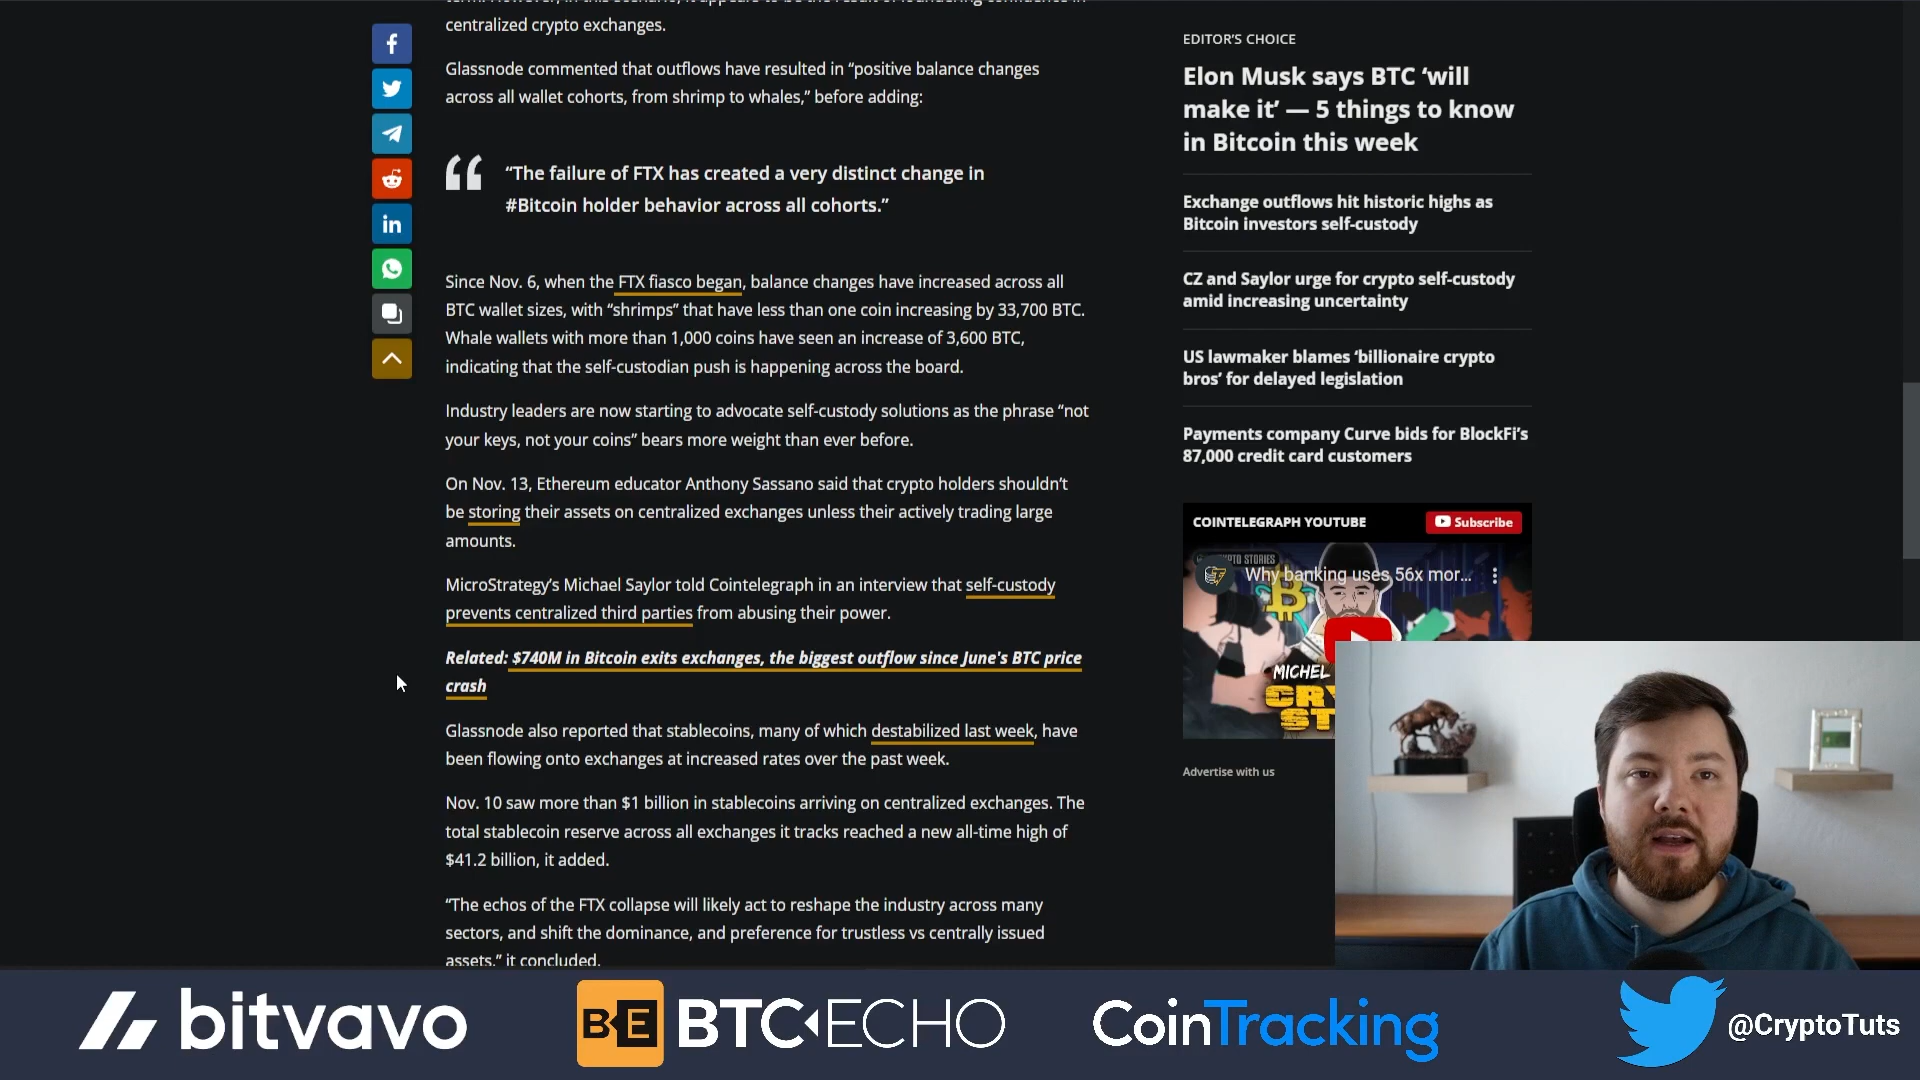 centralized crypto exchanges.
Glassnode commented that outflows have resulted in “positive balance changes
across all wallet cohorts, from shrimp to whales,” before adding:
“The failure of FTX has created a very distinct change in
#Bitcoin holder behavior across all cohorts.”
Since Nov. 6, when the FTX fiasco began, balance changes have increased across all
BTC wallet sizes, with “shrimps” that have less than one coin increasing by 33,700 BTC.
Whale wallets with more than 1,000 coins have seen an increase of 3,600 BTC,
indicating that the self-custodian push is happening across the board.
Industry leaders are now starting to advocate self-custody solutions as the phrase “not
your keys, not your coins” bears more weight than ever before.
On Nov. 13, Ethereum educator Anthony Sassano said that crypto holders shouldn’t
be storing their assets on centralized exchanges unless their actively trading large
amounts.
MicroStrategy’s Michael Saylor told Cointelegraph in an interview that self-custody
prevents centralized third parties from abusing their power.
Related: $740M in Bitcoin exits exchanges, the biggest outflow since June's BTC price
crash
Glassnode also reported that stablecoins, many of which destabilized last week, have
been flowing onto exchanges at increased rates over the past week.
Nov. 10 saw more than $1 billion in stablecoins arriving on centralized exchanges. The
total stablecoin reserve across all exchanges it tracks reached a new all-time high of
$41.2 billion, it added.
“The echos of the FTX collapse will likely act to reshape the industry across many
sectors, and shift the dominance, and preference for trustless vs centrally issued
assets,” it concluded.
EDITOR’S CHOICE
Elon Musk says BTC ‘will
make it’ — 5 things to know
in Bitcoin this week
Exchange outflows hit historic highs as
Bitcoin investors self-custody
CZ and Saylor urge for crypto self-custody
amid increasing uncertainty
US lawmaker blames ‘billionaire crypto
bros’ for delayed legislation
Payments company Curve bids for BlockFi’s
87,000 credit card customers
COINTELEGRAPH YOUTUBE
Subscribe
STORIES
Why banking uses 56x mor...
MICHEL
CR
ST
Advertise with us
bitvavo
BE BTC ECHO
CoinTracking
@CryptoTuts